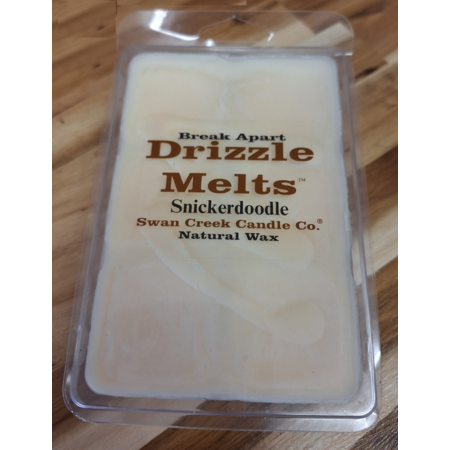 Break Apart
Drizzle
Melts™
Snickerdoodle
Swan Creek Candle Co.®
Natural Wax